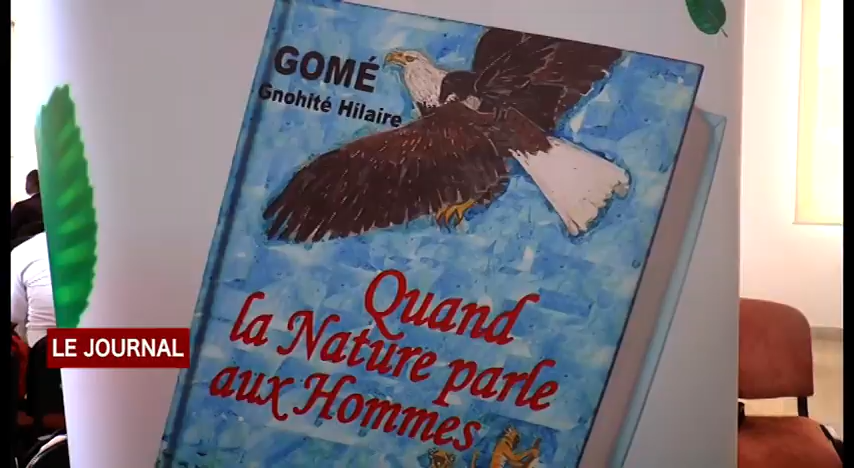 GOMÉ
Gnohité Hilaire
Quand
la Nature parle
aux Hommes
LE JOURNAL